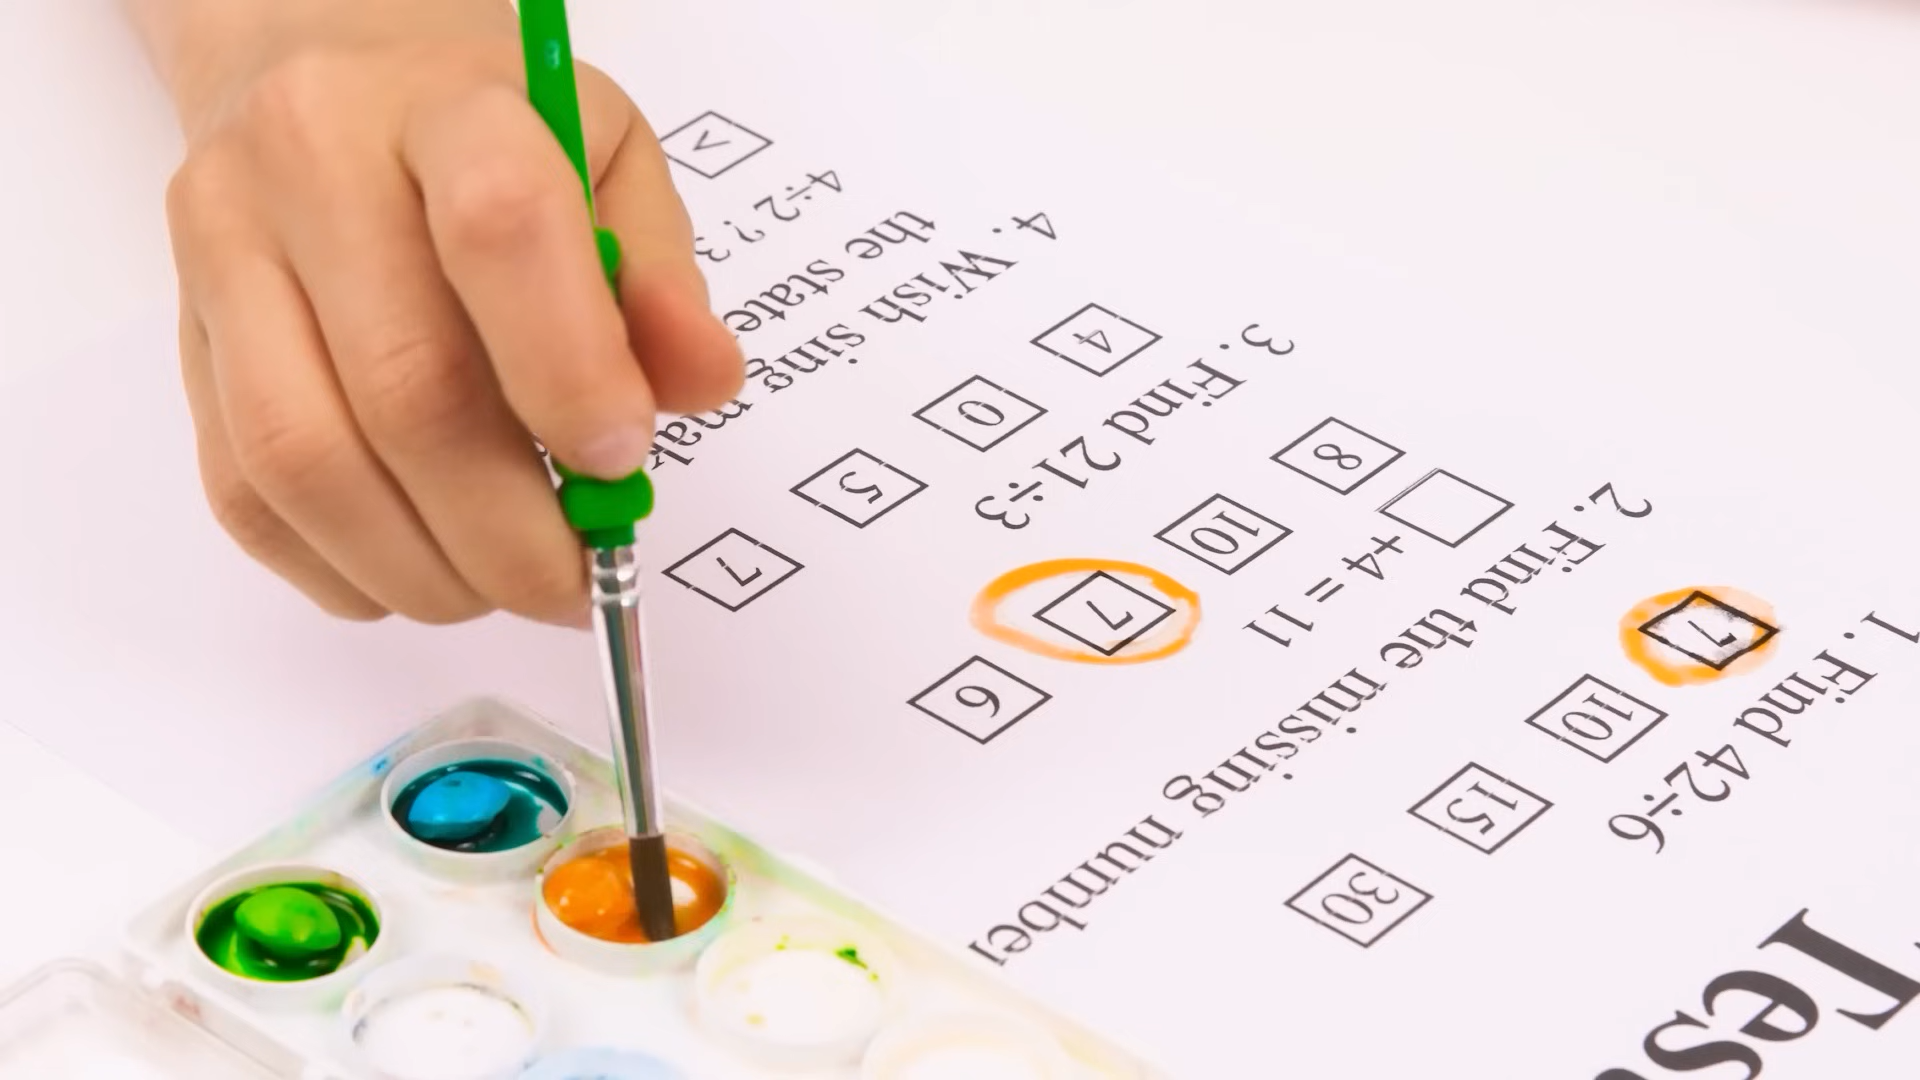 Tes
1. Find 42÷6
7 10 15 30
2. Find the missing number
+4 = 11
8 10 7 6
3. Find 21÷3
4 0 5 7
4. Wish sing mak
the state
4÷2 ? 3
>